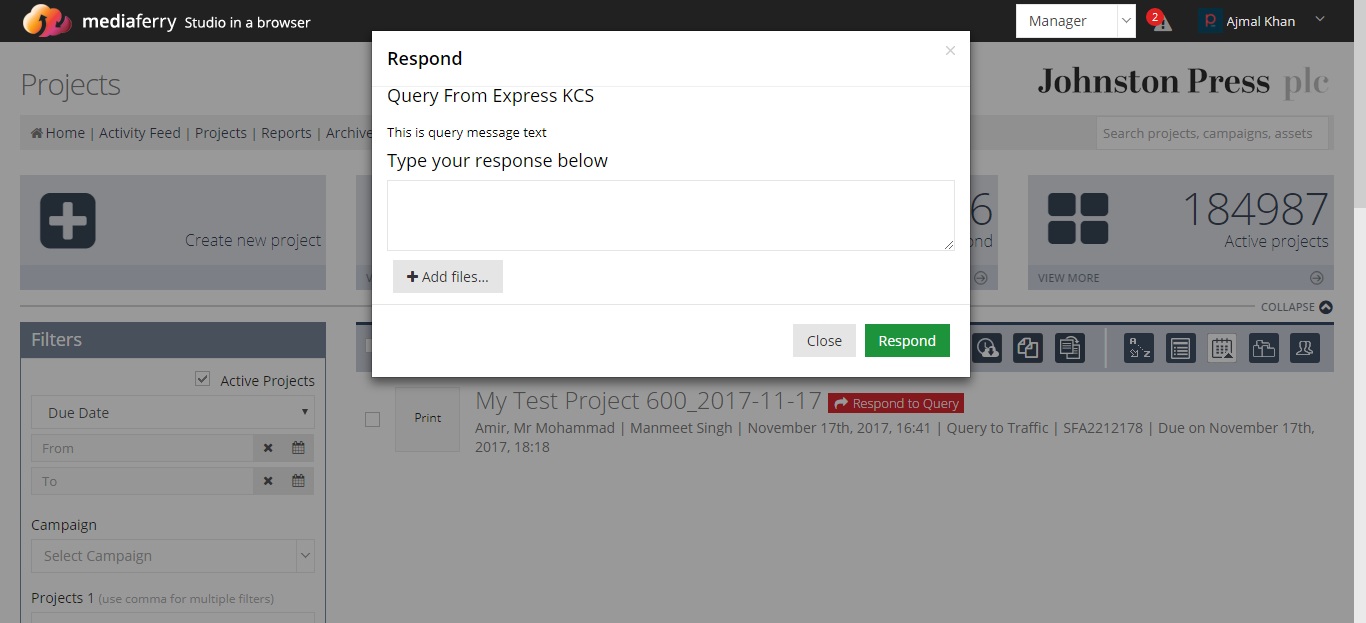 mediaferry Studio in a browser
Manager
2
Ajmal Khan
Projects
Johnston Press plc
Home | Activity Feed | Projects | Reports | Archive
Search projects, campaigns, assets
Respond
×
Query From Express KCS
This is query message text
Type your response below
+ Add files...
Close
Respond
Create new project
6
ond
184987
Active projects
VIEW MORE
COLLAPSE
Filters
Active Projects
Due Date
From
To
Campaign
Select Campaign
Projects 1 (use comma for multiple filters)
Print
My Test Project 600_2017-11-17 Respond to Query
Amir, Mr Mohammad | Manmeet Singh | November 17th, 2017, 16:41 | Query to Traffic | SFA2212178 | Due on November 17th,
2017, 18:18